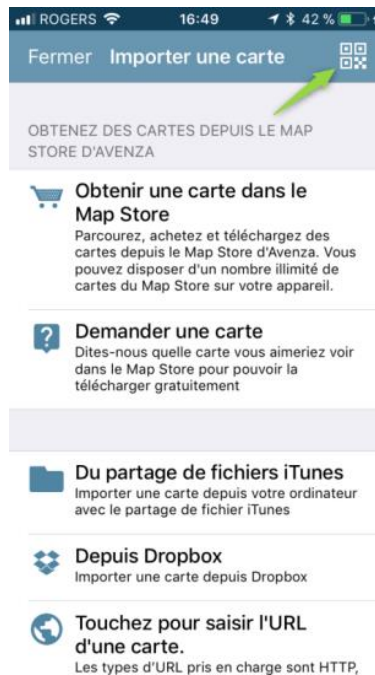 ROGERS 16:49 42 %
Fermer Importer une carte
OBTENEZ DES CARTES DEPUIS LE MAP
STORE D'AVENZA
Obtenir une carte dans le
Map Store
Parcourez, achetez et téléchargez des
cartes depuis le Map Store d'Avenza. Vous
pouvez disposer d'un nombre illimité de
cartes du Map Store sur votre appareil.
Demander une carte
Dites-nous quelle carte vous aimeriez voir
dans le Map Store pour pouvoir la
télécharger gratuitement
Du partage de fichiers iTunes
Importer une carte depuis votre ordinateur
avec le partage de fichier iTunes
Depuis Dropbox
Importer une carte depuis Dropbox
Touchez pour saisir l'URL
d'une carte.
Les types d'URL pris en charge sont HTTP,